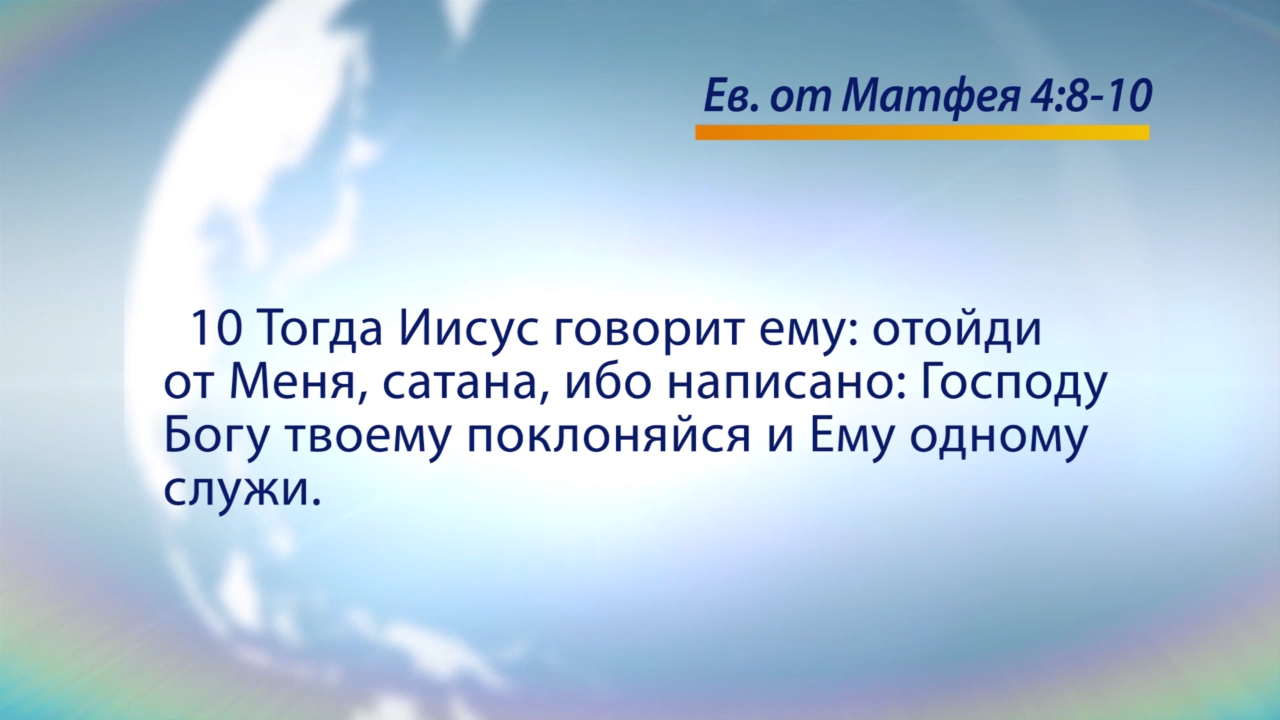 Ев. от Матфея 4:8-10
10 Тогда Иисус говорит ему: отойди
от Меня, сатана, ибо написано: Господу
Богу твоему поклоняйся и Ему одному
служи.